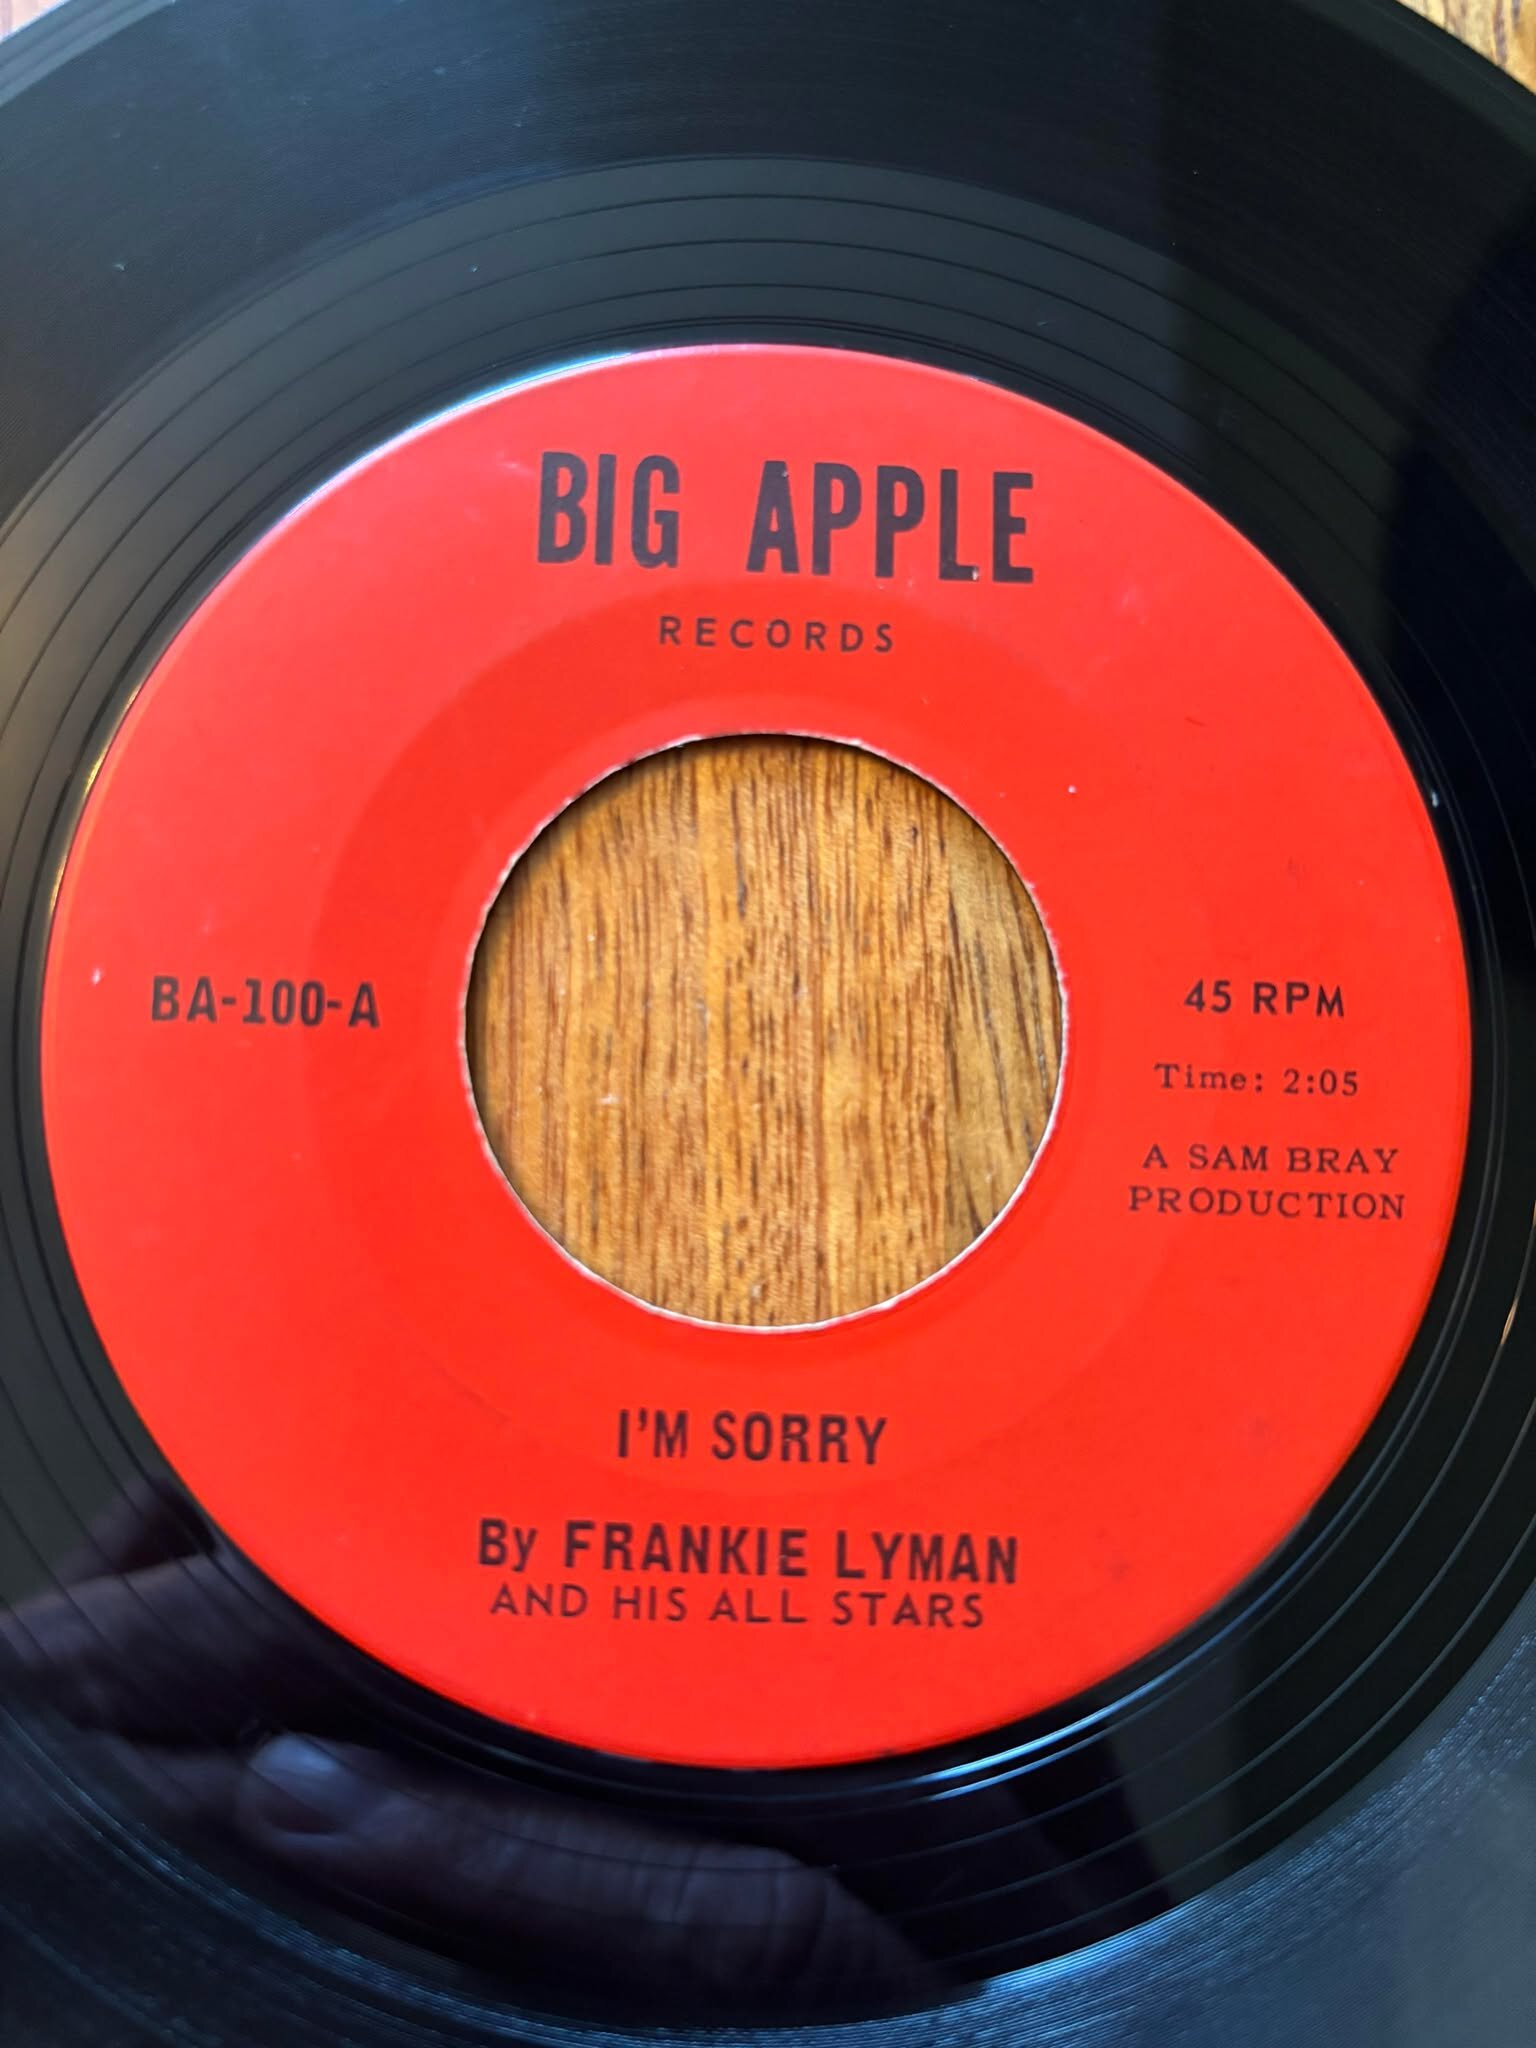 BIG APPLE
RECORDS
BA-100-A
45 RPM
Time: 2:05
A SAM BRAY
PRODUCTION
I'M SORRY
By FRANKIE LYMAN
AND HIS ALL STARS